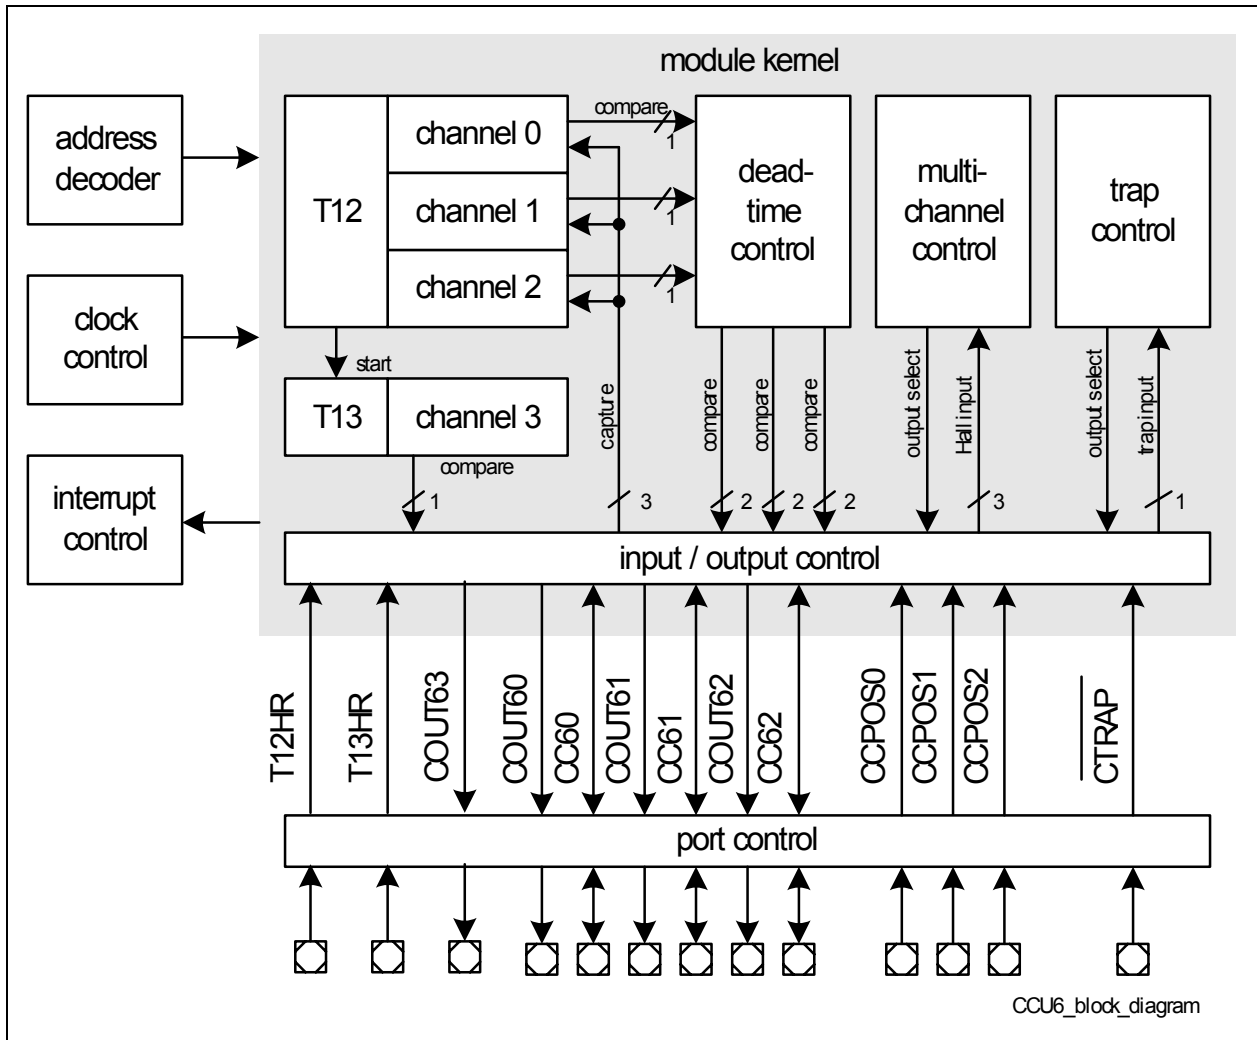 module kernel
address
decoder
clock
control
interrupt
control
T12
channel 0
channel 1
channel 2
compare
1
1
1
dead-
time
control
multi-
channel
control
trap
control
start
T13
channel 3
compare
1
capture
3
compare
2
compare
2
compare
2
output select
Hall input
3
output select
trap input
1
input / output control
T12HR
T13HR
COUT63
COUT60
CC60
COUT61
CC61
COUT62
CC62
CCPOS0
CCPOS1
CCPOS2
CTRAP
port control
CCU6_block_diagram